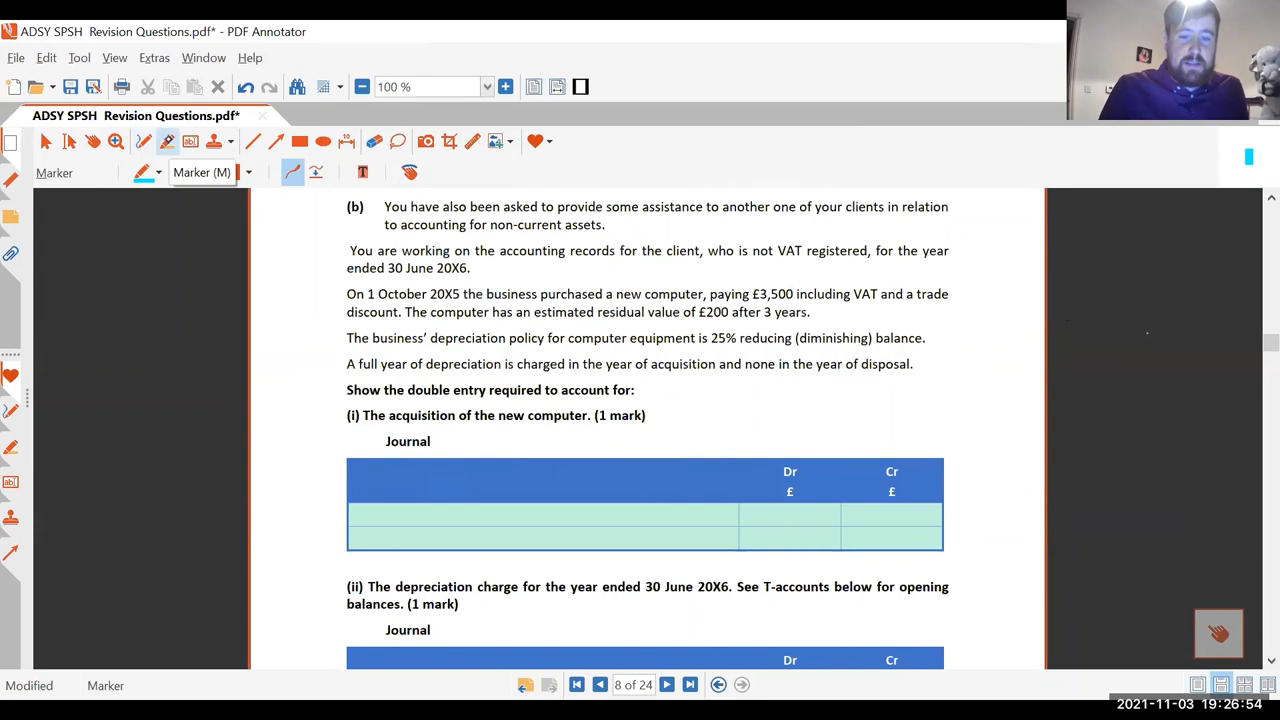 ADSY SPSH Revision Questions.pdf* - PDF Annotator
File Edit Tool View Extras Window Help
100 %
ADSY SPSH Revision Questions.pdf*
Marker
Marker (M)
(b) You have also been asked to provide some assistance to another one of your clients in relation
to accounting for non-current assets.
You are working on the accounting records for the client, who is not VAT registered, for the year
ended 30 June 20X6.
On 1 October 20X5 the business purchased a new computer, paying £3,500 including VAT and a trade
discount. The computer has an estimated residual value of £200 after 3 years.
The business' depreciation policy for computer equipment is 25% reducing (diminishing) balance.
A full year of depreciation is charged in the year of acquisition and none in the year of disposal.
Show the double entry required to account for:
(i) The acquisition of the new computer. (1 mark)
Journal
Dr Cr
£ £
(ii) The depreciation charge for the year ended 30 June 20X6. See T-accounts below for opening
balances. (1 mark)
Journal
Dr Cr
Modified Marker 8 of 24
2021-11-03 19:26:54